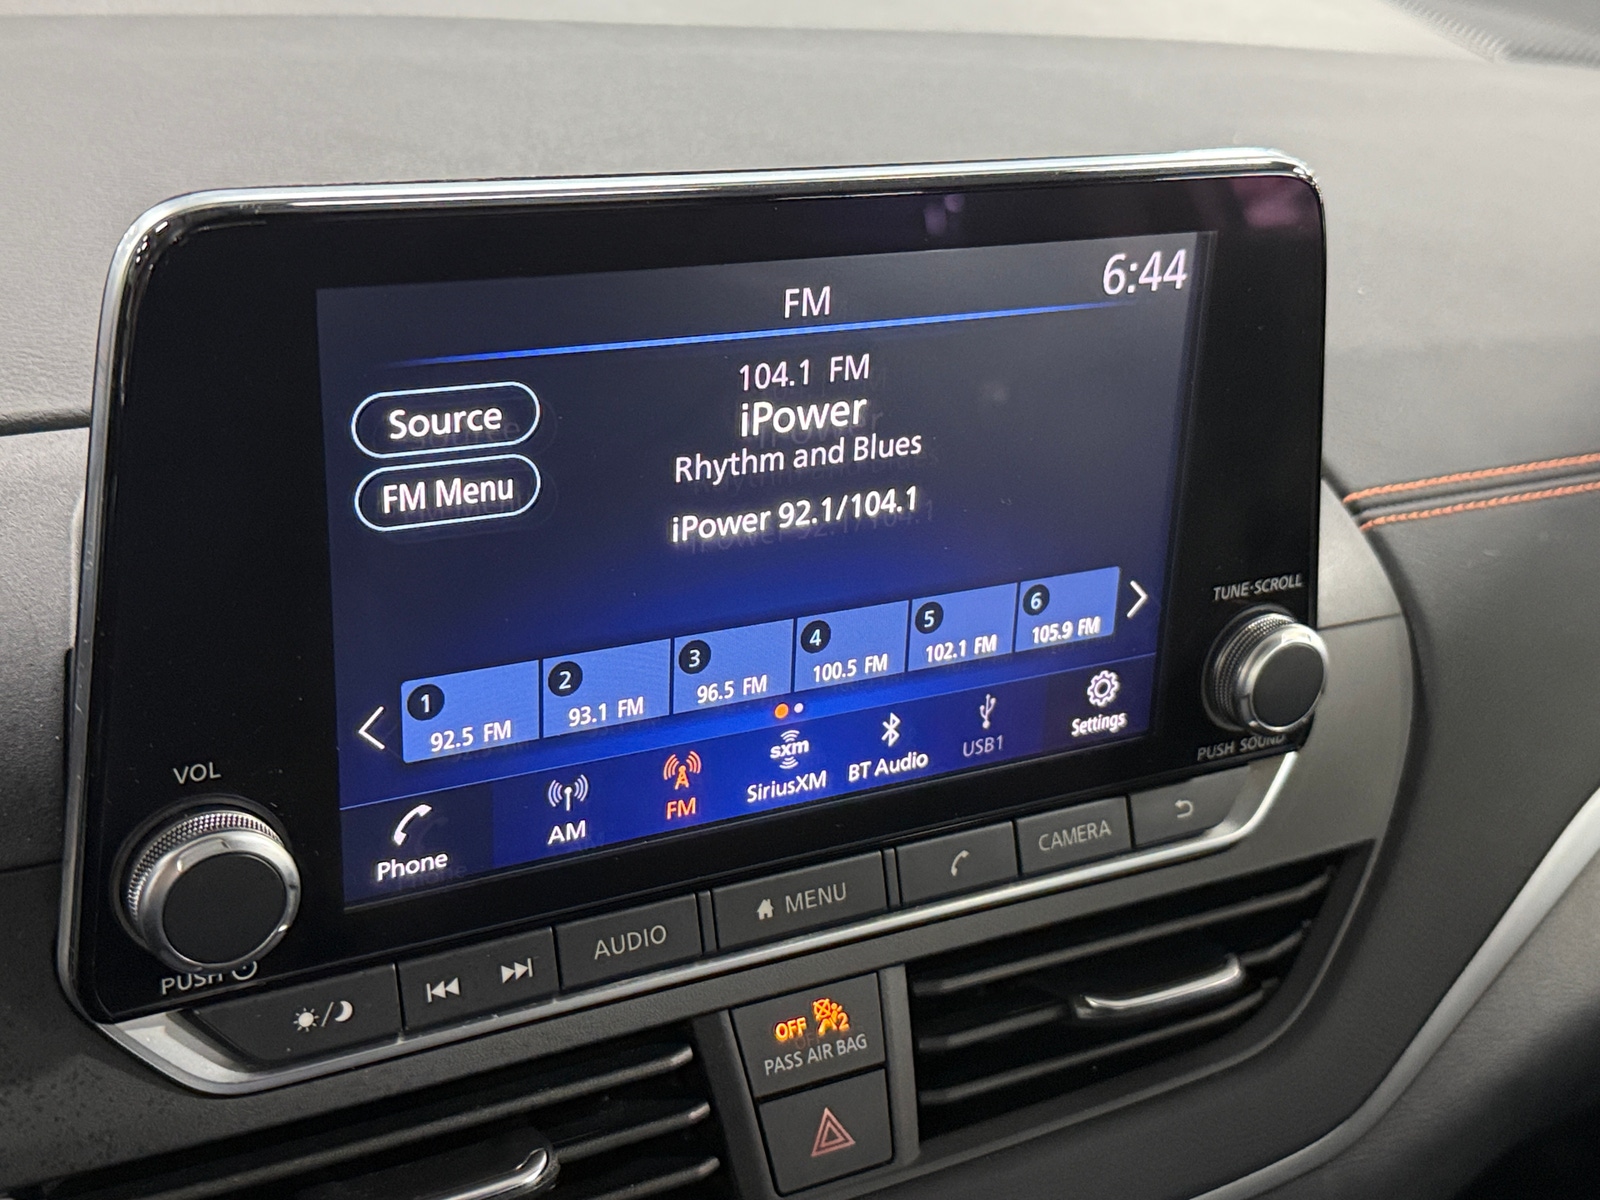 6:44
FM
104.1 FM
iPower
Rhythm and Blues
iPower 92.1/104.1
Source
FM Menu
1 92.5 FM
2 93.1 FM
3 96.5 FM
4 100.5 FM
5 102.1 FM
6 105.9 FM
Phone
AM
FM
sxm
SiriusXM
BT Audio
USB1
Settings
VOL
PUSH
TUNE·SCROLL
PUSH SOUND
AUDIO
MENU
CAMERA
OFF 2
PASS AIR BAG